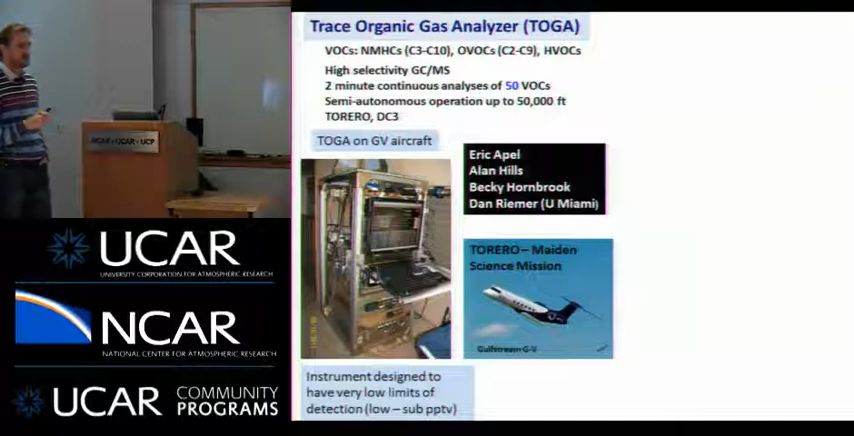 Trace Organic Gas Analyzer (TOGA)
VOCs: NMHCs (C3-C10), OVOCs (C2-C9), HVOCs
High selectivity GC/MS
2 minute continuous analyses of 50 VOCs
Semi-autonomous operation up to 50,000 ft
TORERO, DC3
TOGA on GV aircraft
Eric Apel
Alan Hills
Becky Hornbrook
Dan Riemer (U Miami)
TORERO – Maiden
Science Mission
Gulfstream G-V
Instrument designed to
have very low limits of
detection (low – sub pptv)
NCAR • UCAR • UCP
UCAR
UNIVERSITY CORPORATION FOR ATMOSPHERIC RESEARCH
NCAR
NATIONAL CENTER FOR ATMOSPHERIC RESEARCH
UCAR COMMUNITY
PROGRAMS